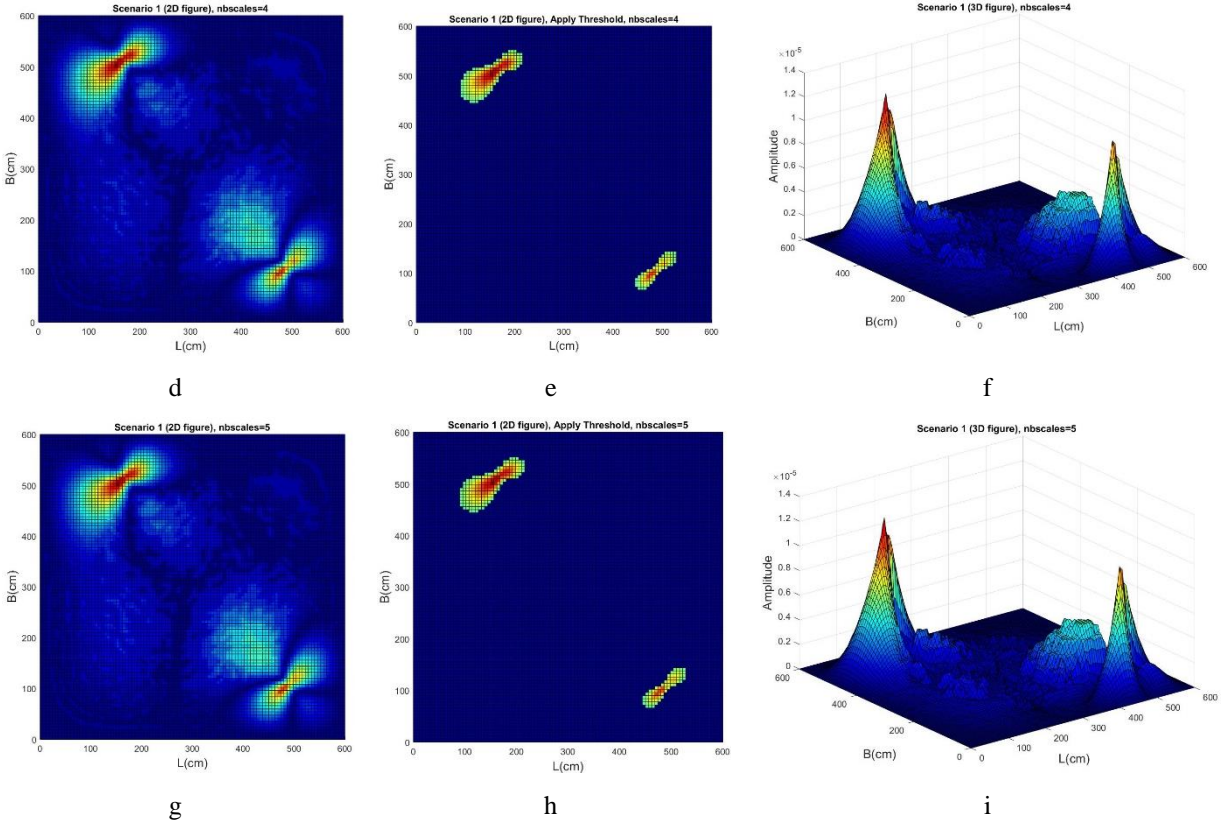 Scenario 1 (2D figure), nbscales=4
600
500
400
300
200
100
0
B(cm)
0 100 200 300 400 500 600
L(cm)
d
Scenario 1 (2D figure), Apply Threshold, nbscales=4
600
500
400
300
200
100
0
B(cm)
0 100 200 300 400 500 600
L(cm)
e
Scenario 1 (3D figure), nbscales=4
×10-5
1.4
1.2
1
0.8
0.6
0.4
0.2
0
Amplitude
600
400
200
0
B(cm)
0
100
200
300
400
500
600
L(cm)
f
Scenario 1 (2D figure), nbscales=5
600
500
400
300
200
100
0
B(cm)
0 100 200 300 400 500 600
L(cm)
g
Scenario 1 (2D figure), Apply Threshold, nbscales=5
600
500
400
300
200
100
0
B(cm)
0 100 200 300 400 500 600
L(cm)
h
Scenario 1 (3D figure), nbscales=5
×10-5
1.4
1.2
1
0.8
0.6
0.4
0.2
0
Amplitude
600
400
200
0
B(cm)
0
100
200
300
400
500
600
L(cm)
i